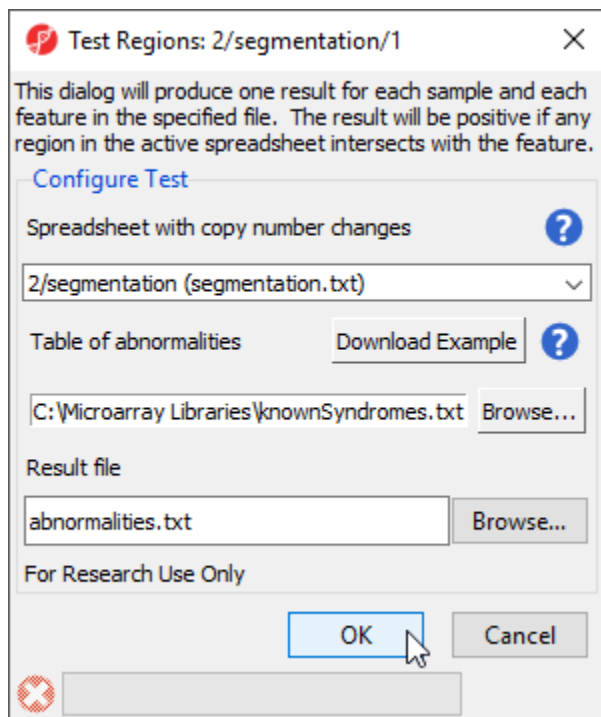 Test Regions: 2/segmentation/1
This dialog will produce one result for each sample and each
feature in the specified file.  The result will be positive if any
region in the active spreadsheet intersects with the feature.
Configure Test
Spreadsheet with copy number changes
?
2/segmentation (segmentation.txt)
Table of abnormalities
Download Example
?
C:\Microarray Libraries\knownSyndromes.txt
Browse...
Result file
abnormalities.txt
Browse...
For Research Use Only
OK
Cancel